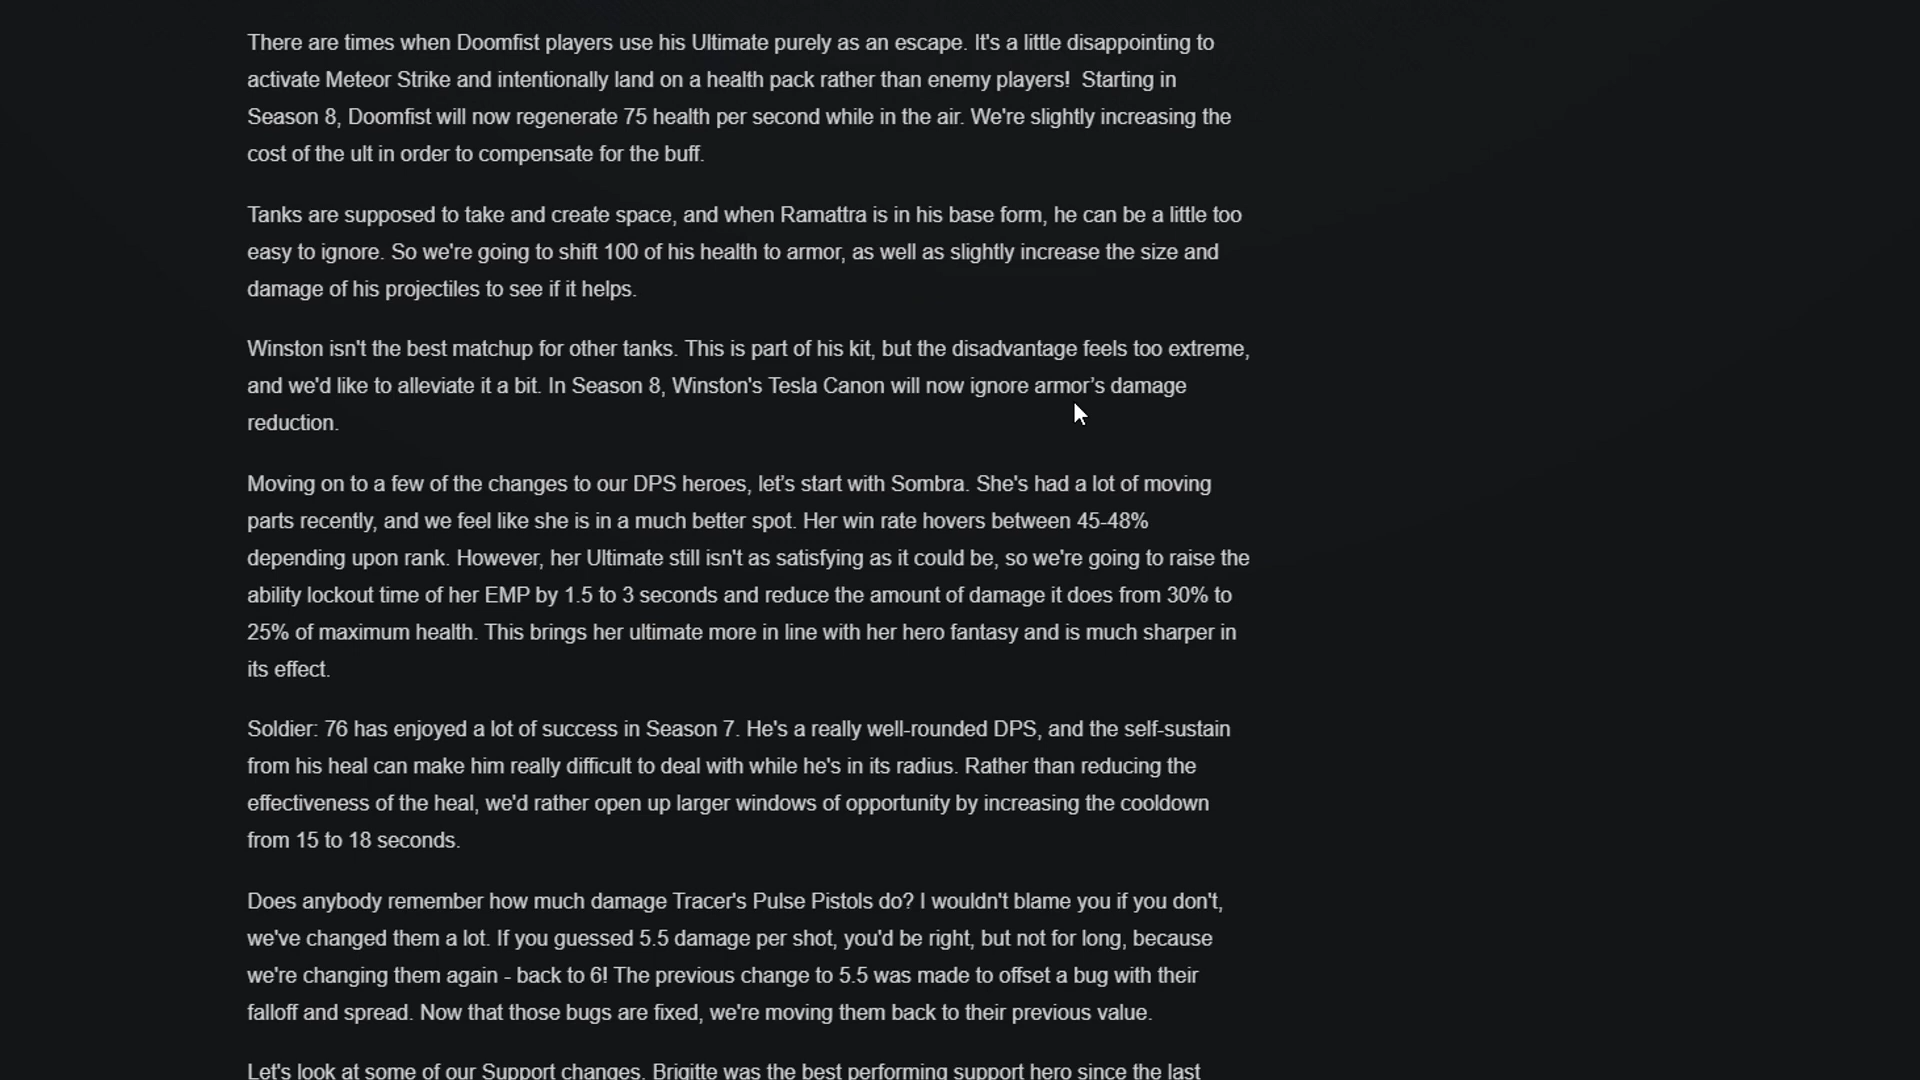 There are times when Doomfist players use his Ultimate purely as an escape. It's a little disappointing to
activate Meteor Strike and intentionally land on a health pack rather than enemy players!  Starting in
Season 8, Doomfist will now regenerate 75 health per second while in the air. We're slightly increasing the
cost of the ult in order to compensate for the buff.
Tanks are supposed to take and create space, and when Ramattra is in his base form, he can be a little too
easy to ignore. So we're going to shift 100 of his health to armor, as well as slightly increase the size and
damage of his projectiles to see if it helps.
Winston isn't the best matchup for other tanks. This is part of his kit, but the disadvantage feels too extreme,
and we'd like to alleviate it a bit. In Season 8, Winston's Tesla Canon will now ignore armor’s damage
reduction.
Moving on to a few of the changes to our DPS heroes, let's start with Sombra. She's had a lot of moving
parts recently, and we feel like she is in a much better spot. Her win rate hovers between 45-48%
depending upon rank. However, her Ultimate still isn't as satisfying as it could be, so we're going to raise the
ability lockout time of her EMP by 1.5 to 3 seconds and reduce the amount of damage it does from 30% to
25% of maximum health. This brings her ultimate more in line with her hero fantasy and is much sharper in
its effect.
Soldier: 76 has enjoyed a lot of success in Season 7. He's a really well-rounded DPS, and the self-sustain
from his heal can make him really difficult to deal with while he's in its radius. Rather than reducing the
effectiveness of the heal, we'd rather open up larger windows of opportunity by increasing the cooldown
from 15 to 18 seconds.
Does anybody remember how much damage Tracer's Pulse Pistols do? I wouldn't blame you if you don't,
we've changed them a lot. If you guessed 5.5 damage per shot, you'd be right, but not for long, because
we're changing them again - back to 6! The previous change to 5.5 was made to offset a bug with their
falloff and spread. Now that those bugs are fixed, we're moving them back to their previous value.
Let's look at some of our Support changes. Brigitte was the best performing support hero since the last